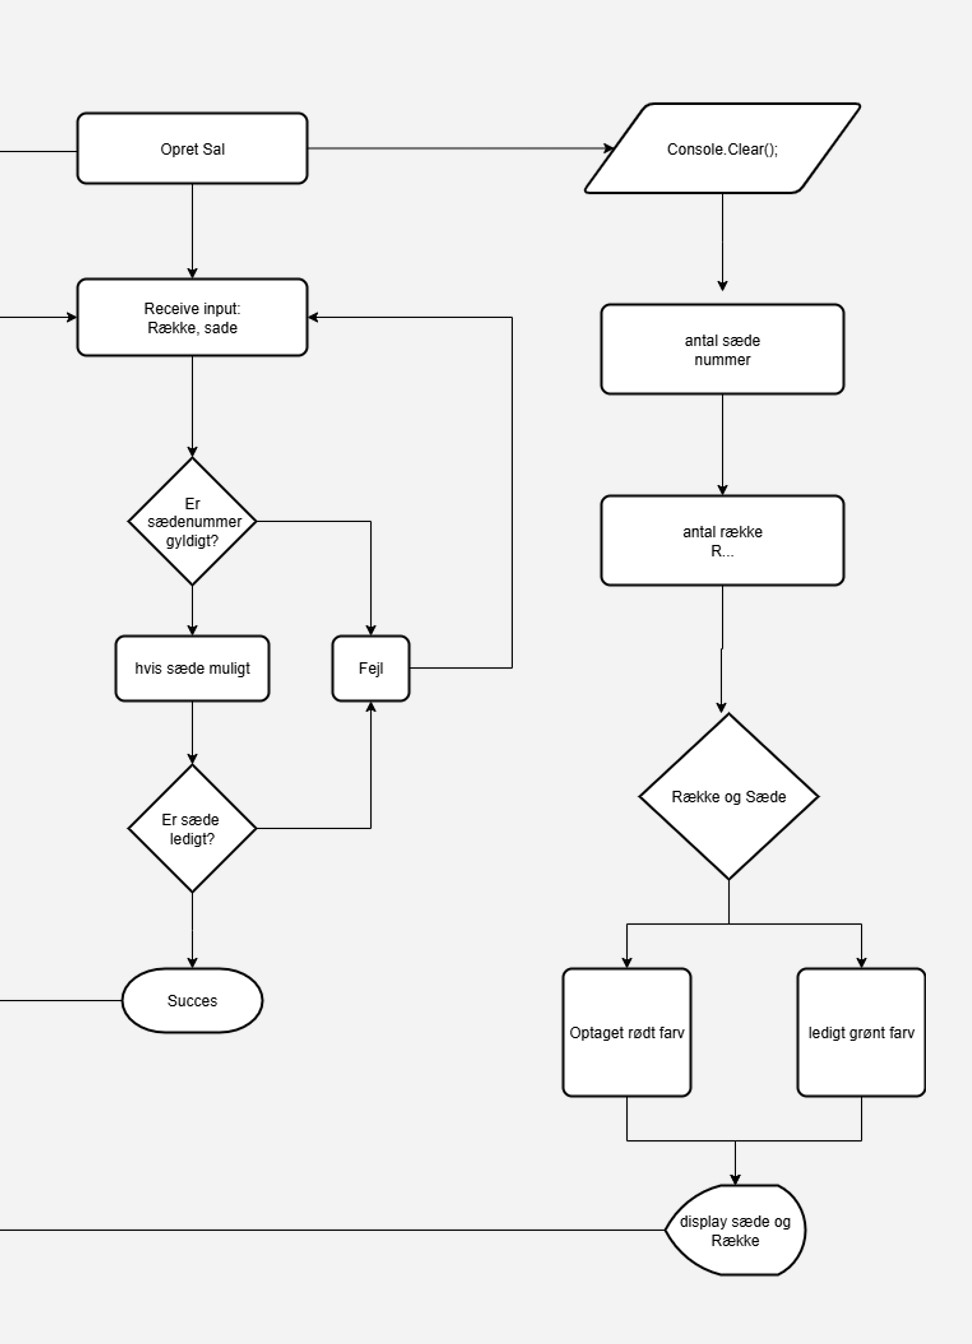 Opret Sal
Console.Clear();
Receive input:
Række, sade
antal sæde
nummer
Er
sædenummer
gyldigt?
antal række
R...
hvis sæde muligt
Fejl
Er sæde
ledigt?
Række og Sæde
Succes
Optaget rødt farv
ledigt grønt farv
display sæde og
Række